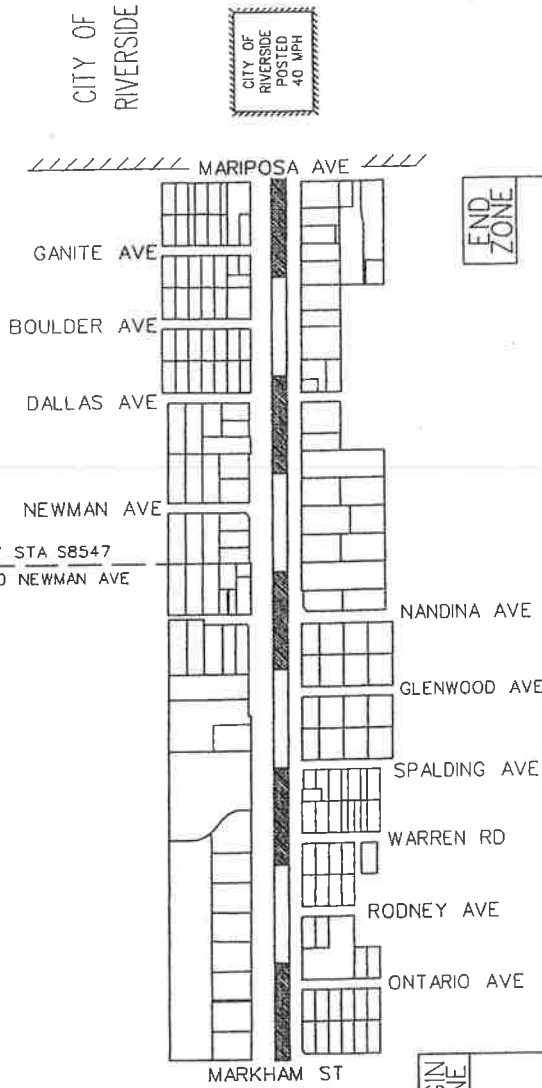 CITY OF
RIVERSIDE
CITY OF
RIVERSIDE
POSTED
40 MPH
MARIPOSA AVE
END
ZONE
GANITE AVE
BOULDER AVE
DALLAS AVE
NEWMAN AVE
STA S8547
NEWMAN AVE
NANDINA AVE
GLENWOOD AVE
SPALDING AVE
WARREN RD
RODNEY AVE
ONTARIO AVE
MARKHAM ST